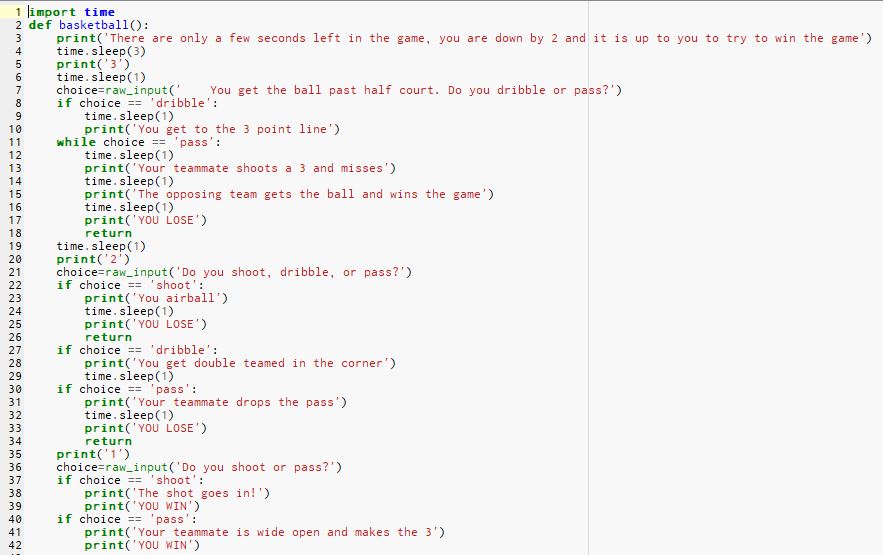 1 import time
2 def basketball():
3     print('There are only a few seconds left in the game, you are down by 2 and it is up to you to try to win the game')
4     time.sleep(3)
5     print('3')
6     time.sleep(1)
7     choice=raw_input('    You get the ball past half court. Do you dribble or pass?')
8     if choice == 'dribble':
9         time.sleep(1)
10         print('You get to the 3 point line')
11     while choice == 'pass':
12         time.sleep(1)
13         print('Your teammate shoots a 3 and misses')
14         time.sleep(1)
15         print('The opposing team gets the ball and wins the game')
16         time.sleep(1)
17         print('YOU LOSE')
18         return
19     time.sleep(1)
20     print('2')
21     choice=raw_input('Do you shoot, dribble, or pass?')
22     if choice == 'shoot':
23         print('You airball')
24         time.sleep(1)
25         print('YOU LOSE')
26         return
27     if choice == 'dribble':
28         print('You get double teamed in the corner')
29         time.sleep(1)
30     if choice == 'pass':
31         print('Your teammate drops the pass')
32         time.sleep(1)
33         print('YOU LOSE')
34         return
35     print('1')
36     choice=raw_input('Do you shoot or pass?')
37     if choice == 'shoot':
38         print('The shot goes in!')
39         print('YOU WIN')
40     if choice == 'pass':
41         print('Your teammate is wide open and makes the 3')
42         print('YOU WIN')